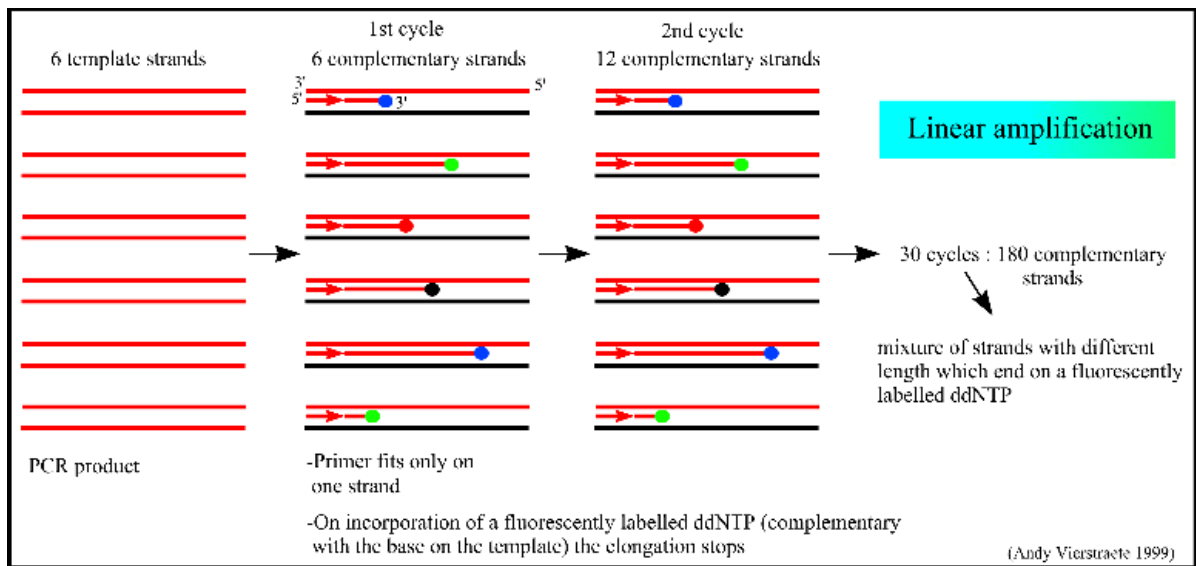 6 template strands
1st cycle
6 complementary strands
2nd cycle
12 complementary strands
3'
5'
3'
5'
Linear amplification
30 cycles : 180 complementary
strands
mixture of strands with different
length which end on a fluorescently
labelled ddNTP
PCR product
-Primer fits only on
one strand
-On incorporation of a fluorescently labelled ddNTP (complementary
with the base on the template) the elongation stops
(Andy Vierstraete 1999)